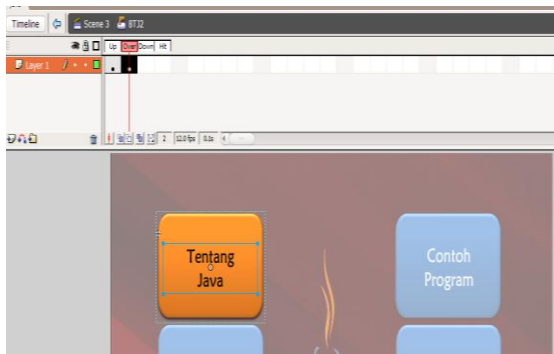 Timeline Scene 3 BTJ2
Up Over Down Hit
Layer 1
2 12.0 fps 0.1s
Tentang
Java
Contoh
Program